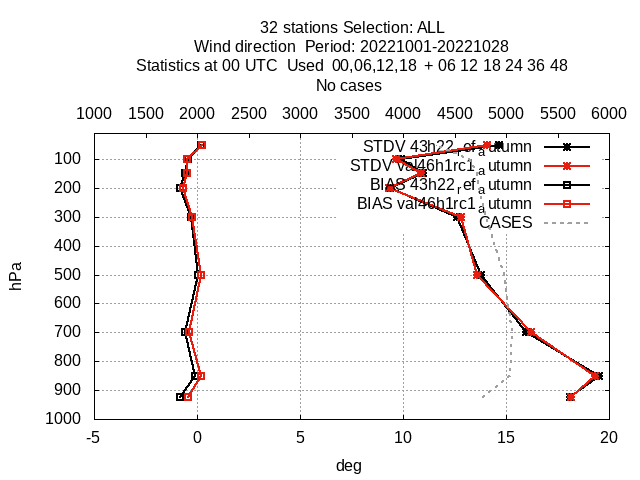 32 stations Selection: ALL
Wind direction  Period: 20221001-20221028
Statistics at 00 UTC  Used  00,06,12,18  + 06 12 18 24 36 48
No cases
1000 1500 2000 2500 3000 3500 4000 4500 5000 5500 6000
STDV 43h22_ref_autumn
STDV val46h1rc1_autumn
BIAS 43h22_ref_autumn
BIAS val46h1rc1_autumn
CASES
100
200
300
400
500
600
700
800
900
1000
hPa
-5 0 5 10 15 20
deg